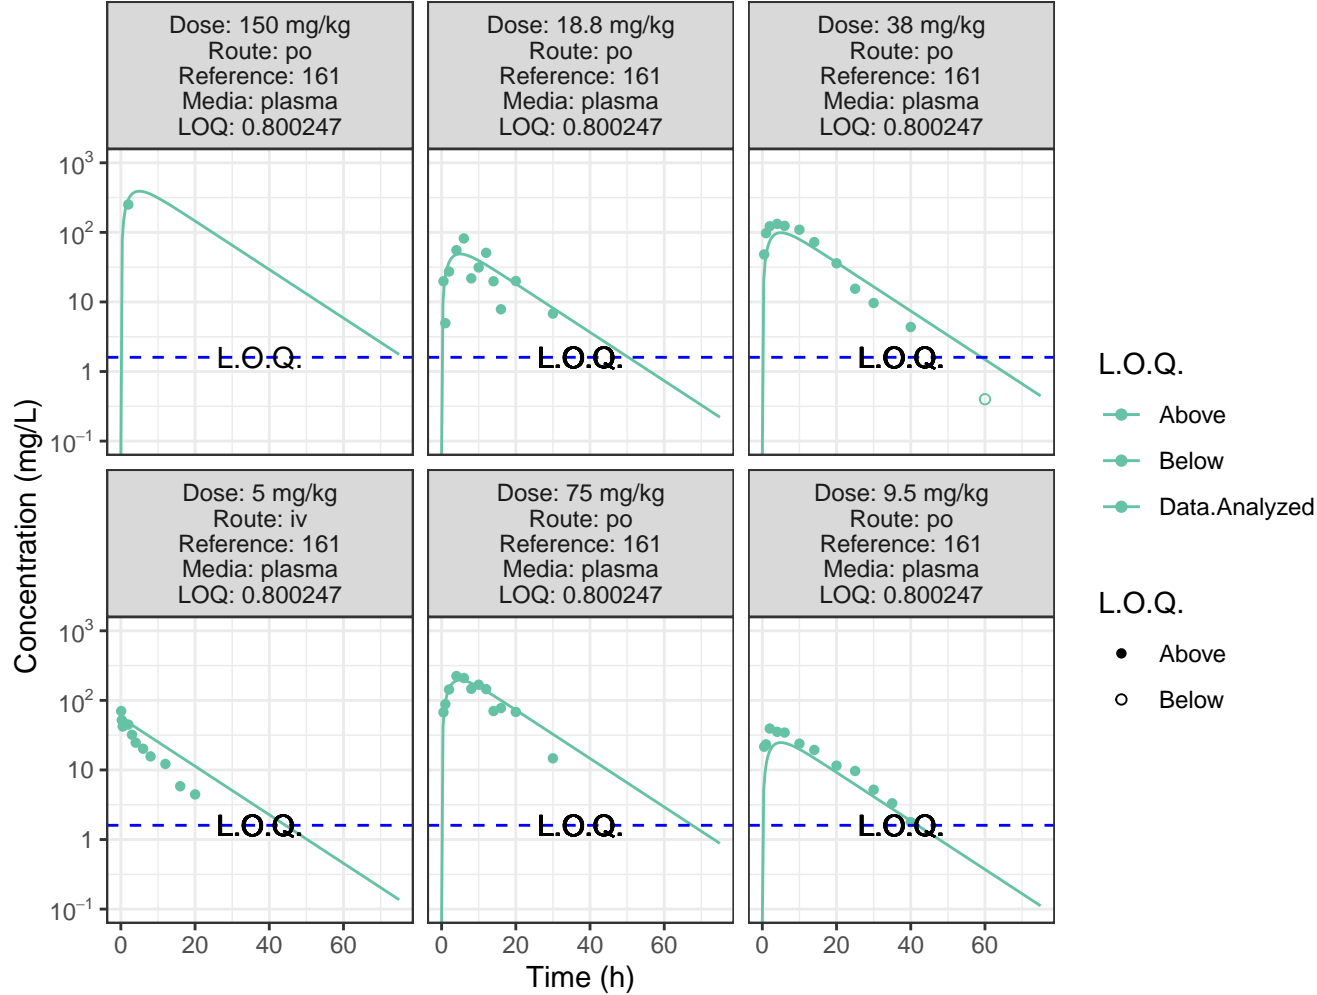 Dose: 150 mg/kg
Route: po
Reference: 161
Media: plasma
LOQ: 0.800247
Dose: 18.8 mg/kg
Route: po
Reference: 161
Media: plasma
LOQ: 0.800247
Dose: 38 mg/kg
Route: po
Reference: 161
Media: plasma
LOQ: 0.800247
10³
10²
10
1
10⁻¹
L.O.Q.
L.O.Q.
L.O.Q.
Dose: 5 mg/kg
Route: iv
Reference: 161
Media: plasma
LOQ: 0.800247
Dose: 75 mg/kg
Route: po
Reference: 161
Media: plasma
LOQ: 0.800247
Dose: 9.5 mg/kg
Route: po
Reference: 161
Media: plasma
LOQ: 0.800247
10³
10²
10
1
10⁻¹
L.O.Q.
L.O.Q.
L.O.Q.
0 20 40 60
0 20 40 60
0 20 40 60
Time (h)
Concentration (mg/L)
L.O.Q.
Above
Below
Data.Analyzed
L.O.Q.
Above
Below